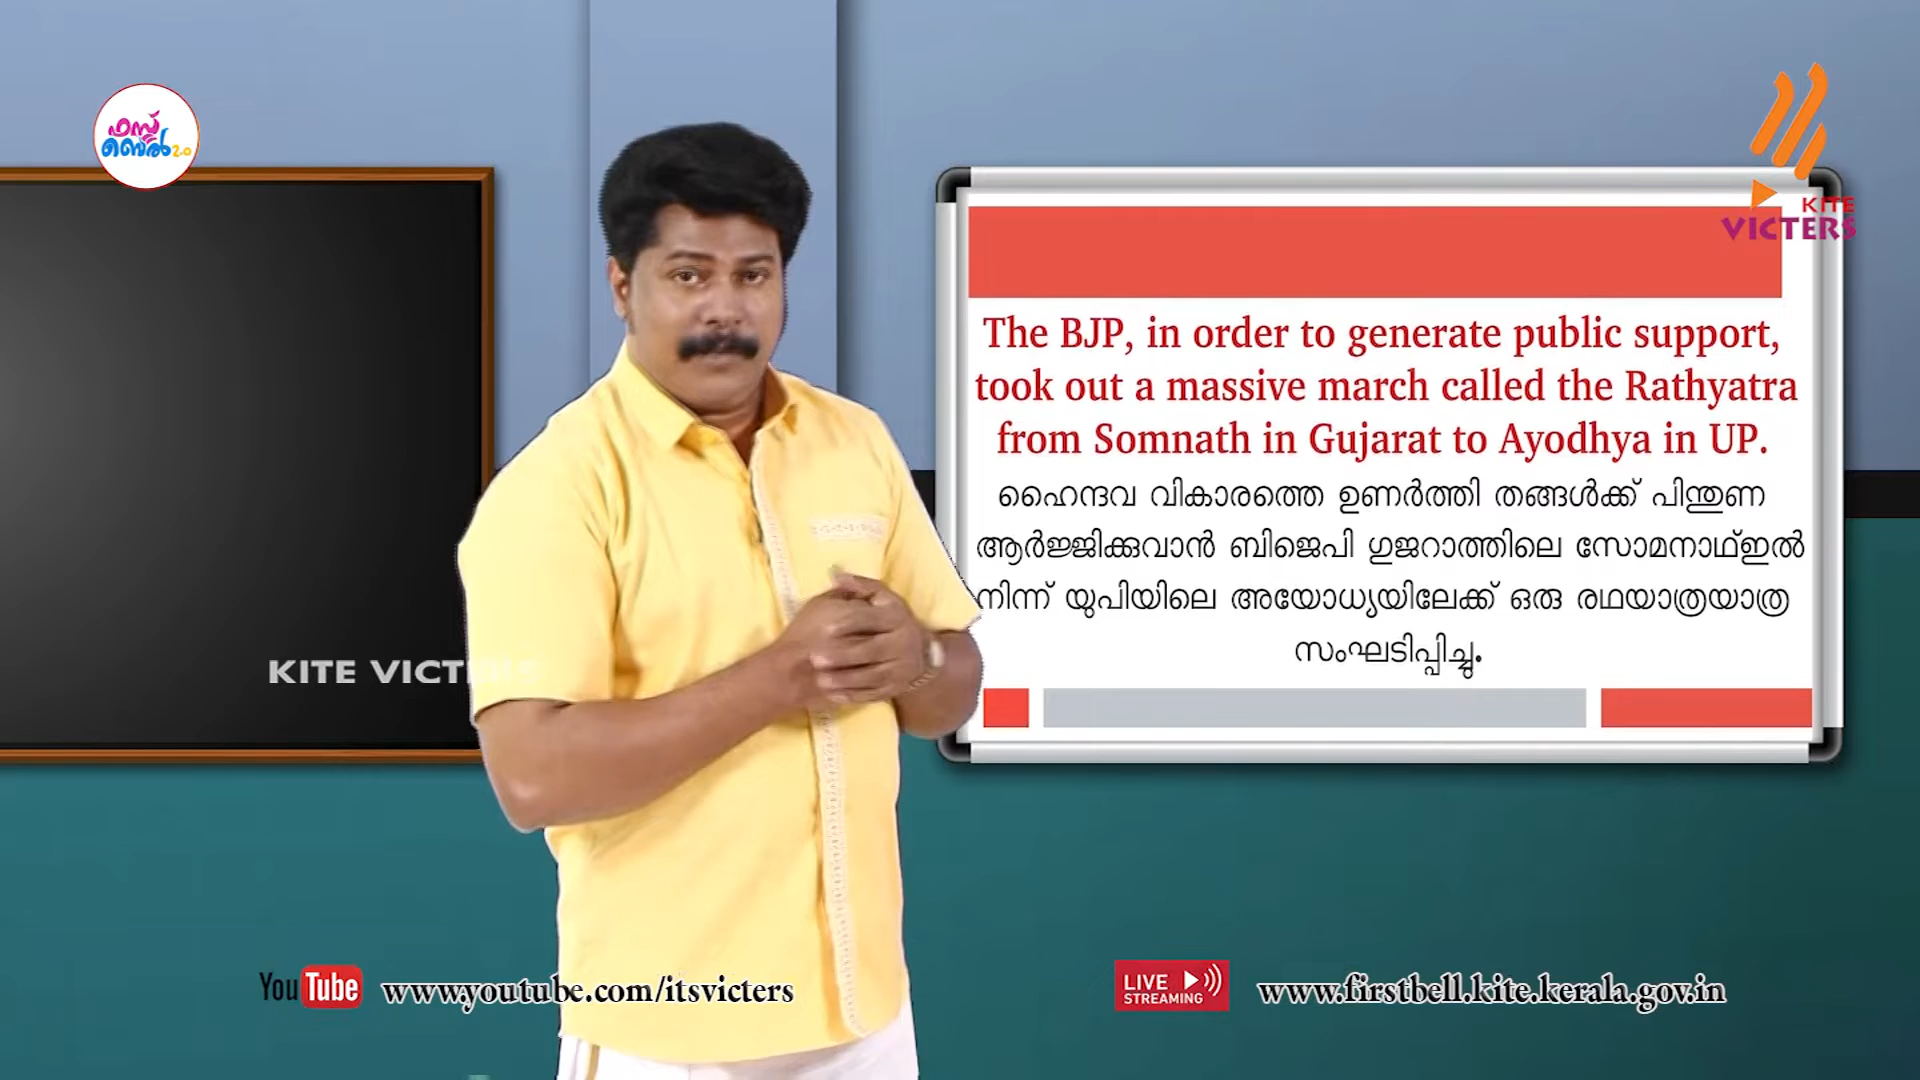 ഫസ്റ്റ്
ബെൽ 2.0
KITE
VICTERS
The BJP, in order to generate public support,
took out a massive march called the Rathyatra
from Somnath in Gujarat to Ayodhya in UP.
ഹൈന്ദവ വികാരത്തെ ഉണർത്തി തങ്ങൾക്ക് പിന്തുണ
ആർജ്ജിക്കുവാൻ ബിജെപി ഗുജറാത്തിലെ സോമനാഥ്ഇൽ
നിന്ന് യുപിയിലെ അയോധ്യയിലേക്ക് ഒരു രഥയാത്രയാത്ര
സംഘടിപ്പിച്ചു.
KITE VICTERS
YouTube www.youtube.com/itsvicters
LIVE STREAMING www.firstbell.kite.kerala.gov.in